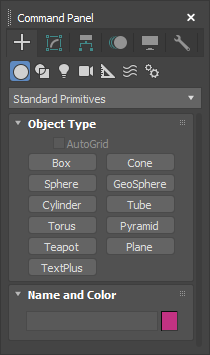 Command Panel
Standard Primitives
Object Type
AutoGrid
Box Cone
Sphere GeoSphere
Cylinder Tube
Torus Pyramid
Teapot Plane
TextPlus
Name and Color